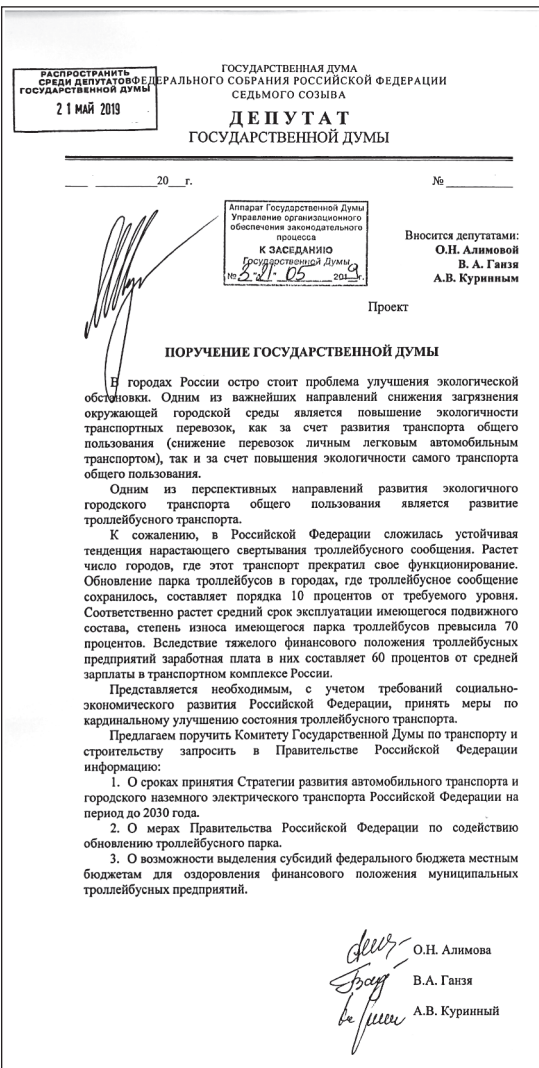 РАСПРОСТРАНИТЬ
СРЕДИ ДЕПУТАТОВ
ГОСУДАРСТВЕННОЙ ДУМЫ
21 МАЙ 2019
ГОСУДАРСТВЕННАЯ ДУМА
ФЕДЕРАЛЬНОГО СОБРАНИЯ РОССИЙСКОЙ ФЕДЕРАЦИИ
СЕДЬМОГО СОЗЫВА
ДЕПУТАТ
ГОСУДАРСТВЕННОЙ ДУМЫ
___ _________20__г.
№__________
Аппарат Государственной Думы
Управление организационного
обеспечения законодательного
процесса
К ЗАСЕДАНИЮ
Государственной Думы
№ 3 "21" 05 2019 г.
Вносится депутатами:
О.Н. Алимовой
В. А. Ганзя
А.В. Куринным
Проект
ПОРУЧЕНИЕ ГОСУДАРСТВЕННОЙ ДУМЫ
В городах России остро стоит проблема улучшения экологической
обстановки. Одним из важнейших направлений снижения загрязнения
окружающей городской среды является повышение экологичности
транспортных перевозок, как за счет развития транспорта общего
пользования (снижение перевозок личным легковым автомобильным
транспортом), так и за счет повышения экологичности самого транспорта
общего пользования.
Одним из перспективных направлений развития экологичного
городского транспорта общего пользования является развитие
троллейбусного транспорта.
К сожалению, в Российской Федерации сложилась устойчивая
тенденция нарастающего свертывания троллейбусного сообщения. Растет
число городов, где этот транспорт прекратил свое функционирование.
Обновление парка троллейбусов в городах, где троллейбусное сообщение
сохранилось, составляет порядка 10 процентов от требуемого уровня.
Соответственно растет средний срок эксплуатации имеющегося подвижного
состава, степень износа имеющегося парка троллейбусов превысила 70
процентов. Вследствие тяжелого финансового положения троллейбусных
предприятий заработная плата в них составляет 60 процентов от средней
зарплаты в транспортном комплексе России.
Представляется необходимым, с учетом требований социально-
экономического развития Российской Федерации, принять меры по
кардинальному улучшению состояния троллейбусного транспорта.
Предлагаем поручить Комитету Государственной Думы по транспорту и
строительству запросить в Правительстве Российской Федерации
информацию:
1. О сроках принятия Стратегии развития автомобильного транспорта и
городского наземного электрического транспорта Российской Федерации на
период до 2030 года.
2. О мерах Правительства Российской Федерации по содействию
обновлению троллейбусного парка.
3. О возможности выделения субсидий федерального бюджета местным
бюджетам для оздоровления финансового положения муниципальных
троллейбусных предприятий.
О.Н. Алимова
В.А. Ганзя
А.В. Куринный